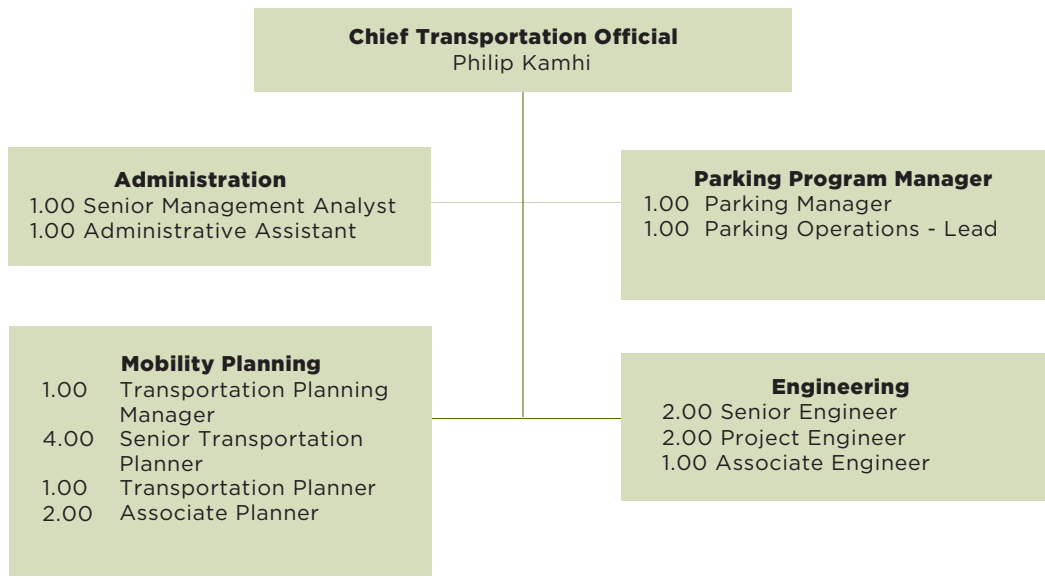 Chief Transportation Official
Philip Kamhi
Administration
1.00 Senior Management Analyst
1.00 Administrative Assistant
Parking Program Manager
1.00 Parking Manager
1.00 Parking Operations - Lead
Mobility Planning
1.00 Transportation Planning
Manager
4.00 Senior Transportation
Planner
1.00 Transportation Planner
2.00 Associate Planner
Engineering
2.00 Senior Engineer
2.00 Project Engineer
1.00 Associate Engineer